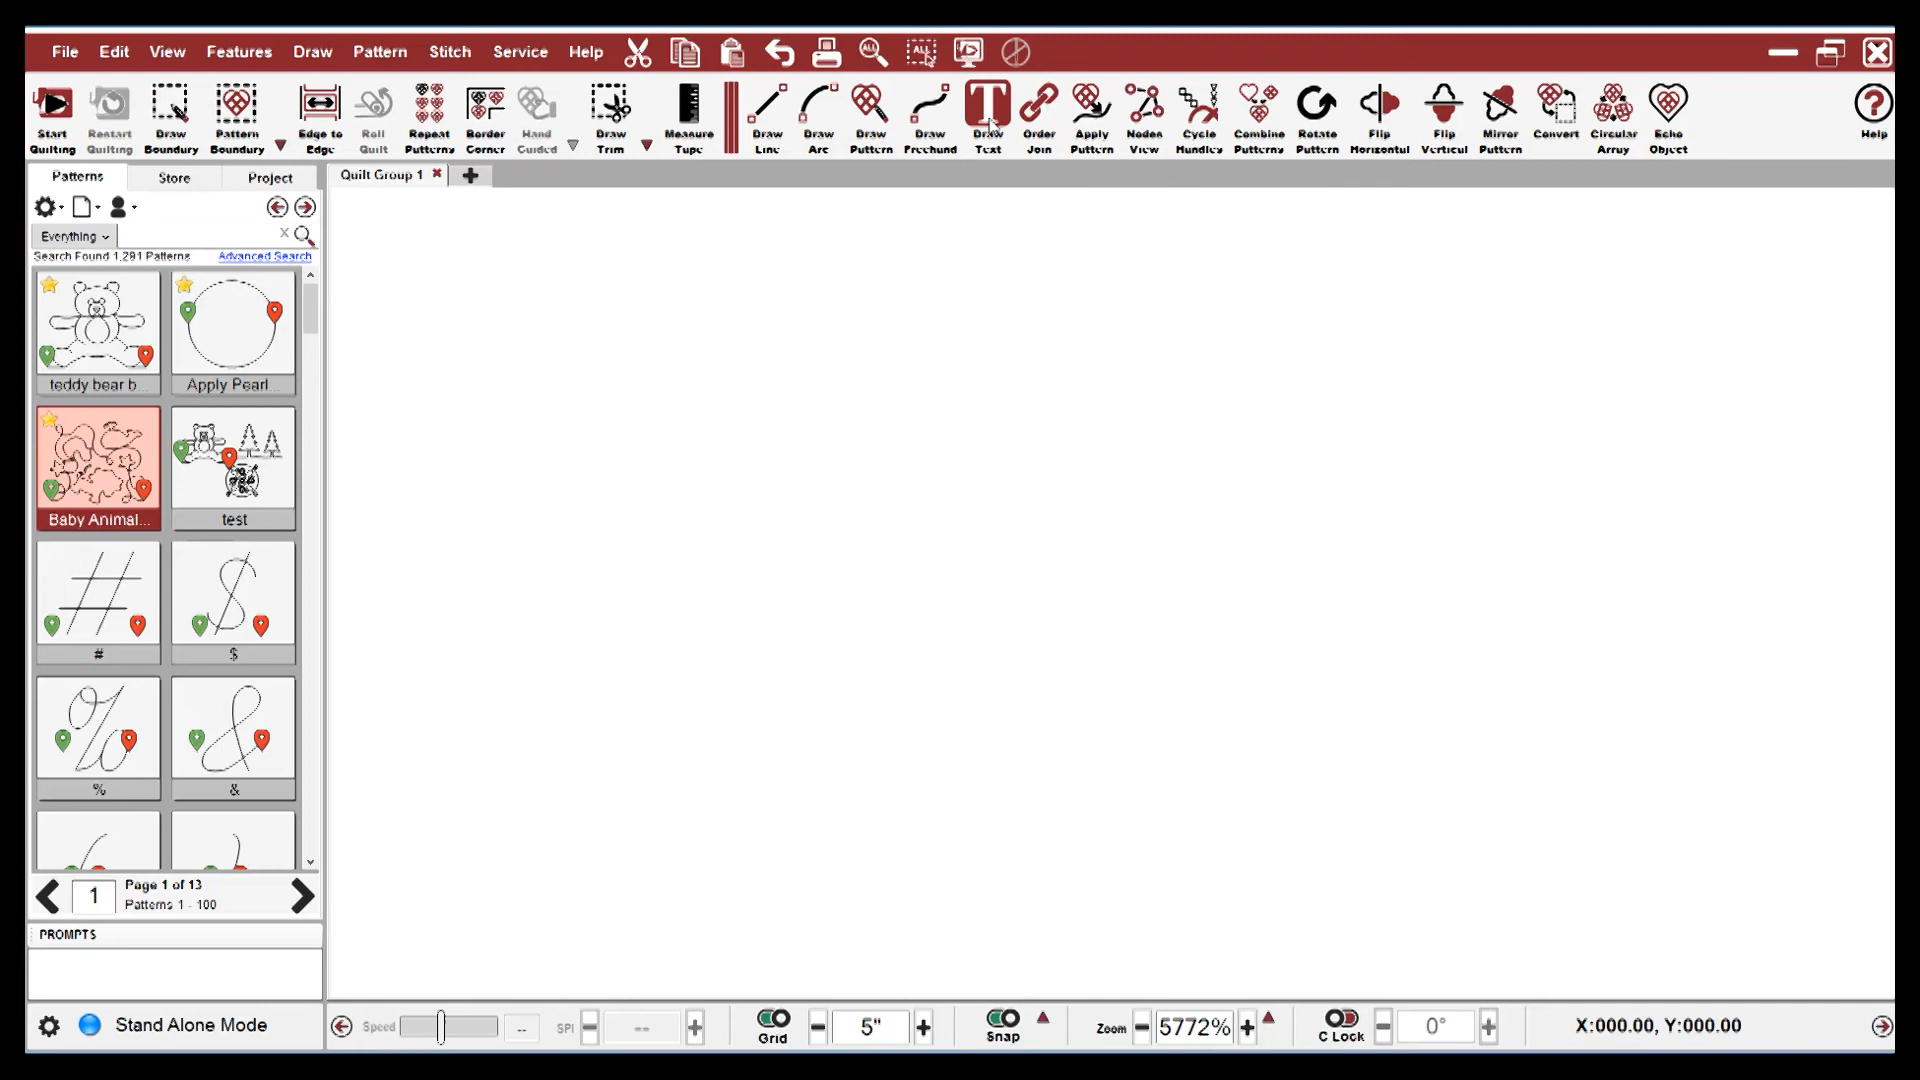 File Edit View Features Draw Pattern Stitch Service Help ALL ALL
Start Quilting
Restart Quilting
Draw Boundary
Pattern Boundary
Edge to Edge
Roll Quilt
Repeat Patterns
Border Corner
Hand Guided
Draw Trim
Measure Tape
Draw Line
Draw Arc
Draw Pattern
Draw Freehand
Draw Text
Order Join
Apply Pattern
Nodes View
Cycle Handles
Combine Patterns
Rotate Pattern
Flip Horizontal
Flip Vertical
Mirror Pattern
Convert
Circular Array
Echo Object
Help
Patterns Store Project
Quilt Group 1
Everything
X
Search Found 1,291 Patterns Advanced Search
teddy bear b... Apply Pearl...
Baby Animal... test
# $
% &
1
Page 1 of 13
Patterns 1 - 100
PROMPTS
Stand Alone Mode
Speed -- SPI -- Grid 5" Snap Zoom 5772% C Lock 0° X:000.00, Y:000.00